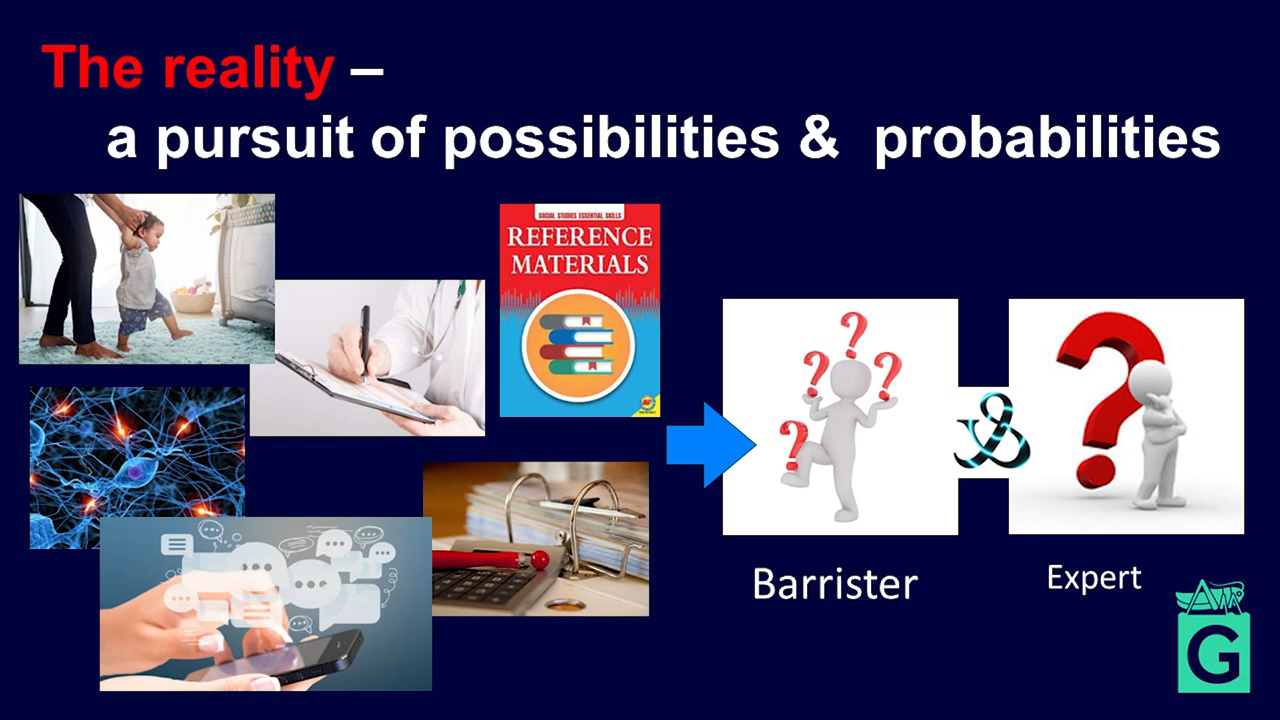 The reality –
a pursuit of possibilities & probabilities
SOCIAL STUDIES ESSENTIAL SKILLS
REFERENCE
MATERIALS
&
Barrister
Expert
G